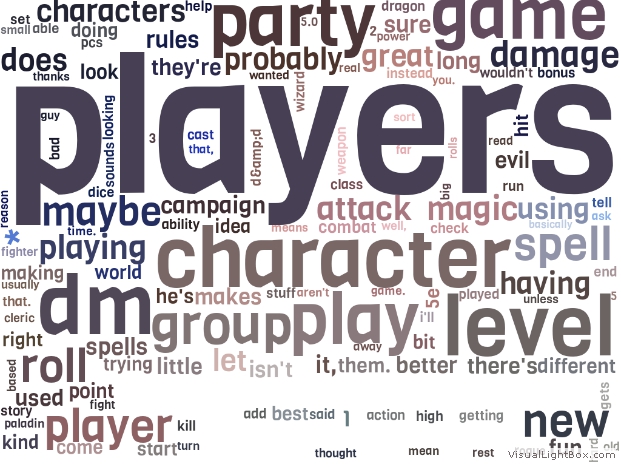 set characters help party dragon game
small able doing 5.0 2 power sure
pcs rules probably great long damage
does look they're real instead you. wouldn't bonus
thanks wanted wizard
players
guy bad sounds looking 3 cast that, d&amp;d weapon sort far rolls read hit evil
dice class big run
reason maybe campaign attack magic using tell ask
* time. ability idea means combat well, check basically
fighter playing character spell
making world having end
usually that. he's makes stuff aren't game. 5e played unless 5
cleric dm group play i'll level
right spells away bit
based roll trying little let isn't it, them. better there's different
used point
story fight gets
paladin player kill add best said 1 action high getting new
kind come start turn fun old
thought mean rest
VisualLightBox.com